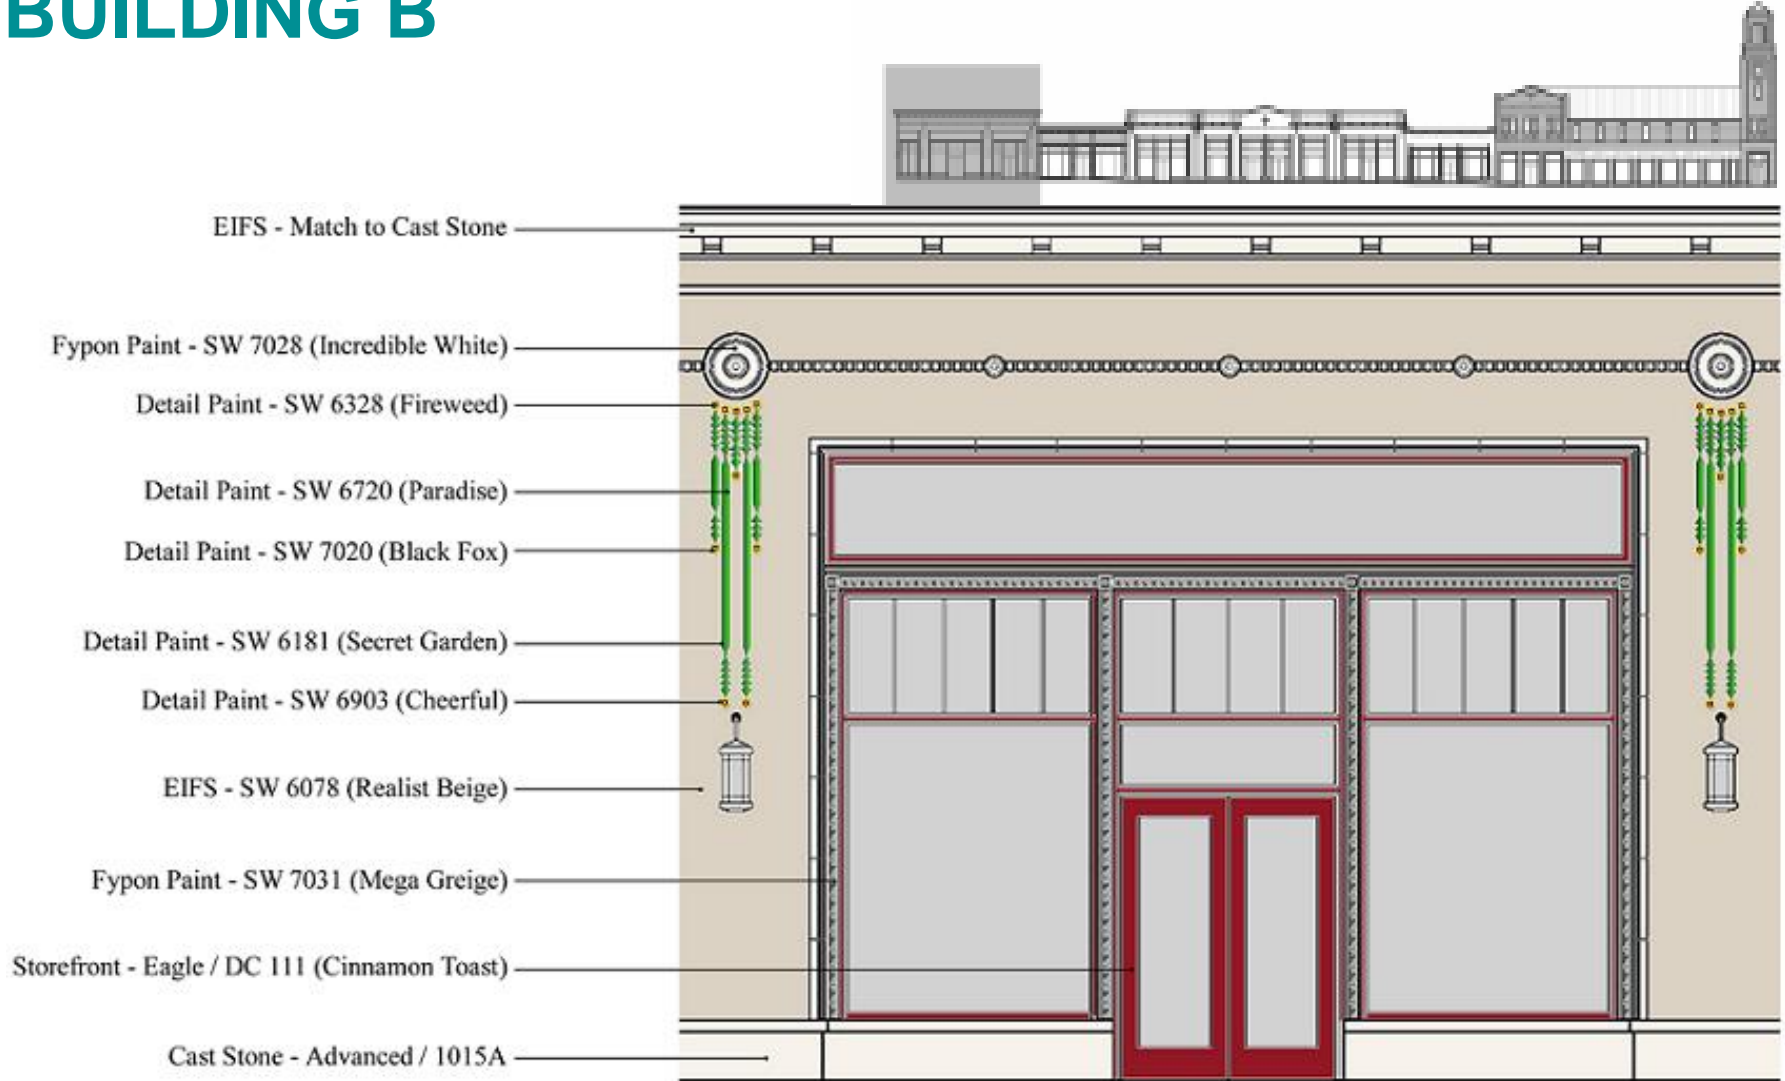 BUILDING B
EIFS - Match to Cast Stone
Fypon Paint - SW 7028 (Incredible White)
Detail Paint - SW 6328 (Fireweed)
Detail Paint - SW 6720 (Paradise)
Detail Paint - SW 7020 (Black Fox)
Detail Paint - SW 6181 (Secret Garden)
Detail Paint - SW 6903 (Cheerful)
EIFS - SW 6078 (Realist Beige)
Fypon Paint - SW 7031 (Mega Greige)
Storefront - Eagle / DC 111 (Cinnamon Toast)
Cast Stone - Advanced / 1015A